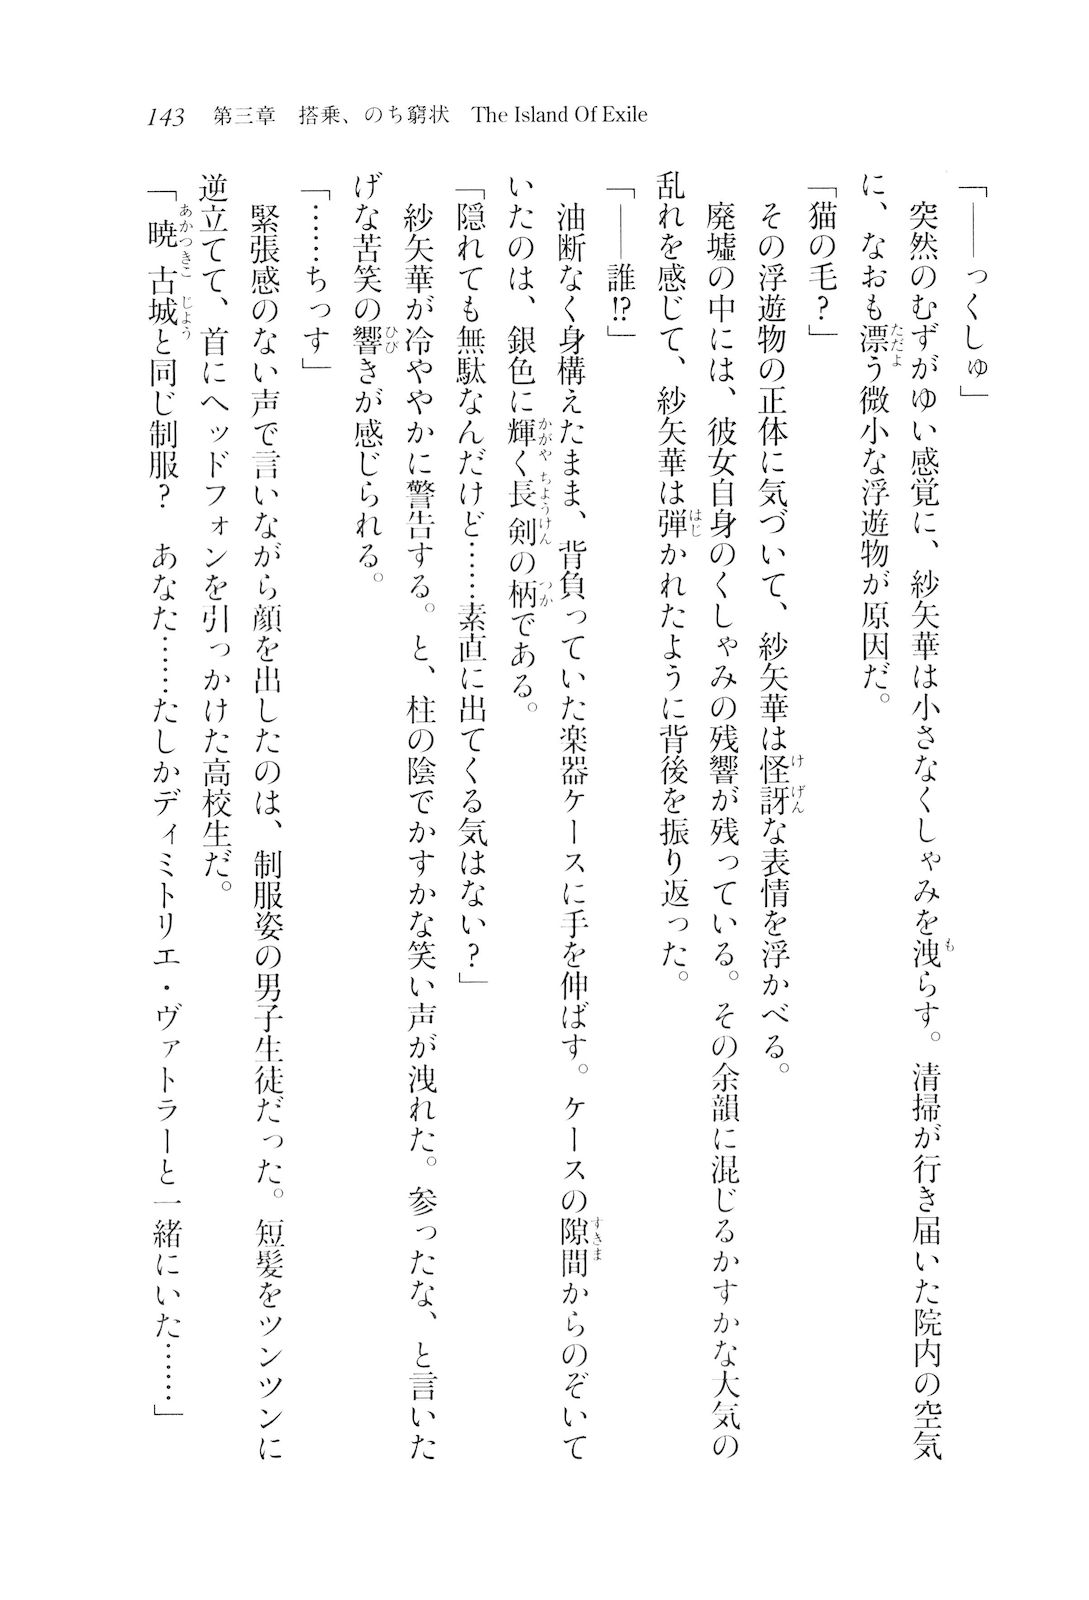 143　第三章　搭乗、のち窮状　The Island Of Exile
「――っくしゅ」
　突然のむずがゆい感覚に、紗矢華は小さなくしゃみを洩らす。清掃が行き届いた院内の空気
に、なおも漂う微小な浮遊物が原因だ。
「猫の毛？」
　その浮遊物の正体に気づいて、紗矢華は怪訝な表情を浮かべる。
　廃墟の中には、彼女自身のくしゃみの残響が残っている。その余韻に混じるかすかな大気の
乱れを感じて、紗矢華は弾かれたように背後を振り返った。
「――誰!?」
　油断なく身構えたまま、背負っていた楽器ケースに手を伸ばす。ケースの隙間からのぞいて
いたのは、銀色に輝く長剣の柄である。
「隠れても無駄なんだけど……素直に出てくる気はない？」
　紗矢華が冷ややかに警告する。と、柱の陰でかすかな笑い声が洩れた。参ったな、と言いた
げな苦笑の響きが感じられる。
「……ちっす」
　緊張感のない声で言いながら顔を出したのは、制服姿の男子生徒だった。短髪をツンツンに
逆立てて、首にヘッドフォンを引っかけた高校生だ。
「暁古城と同じ制服？　あなた……たしかディミトリエ・ヴァトラーと一緒にいた……」